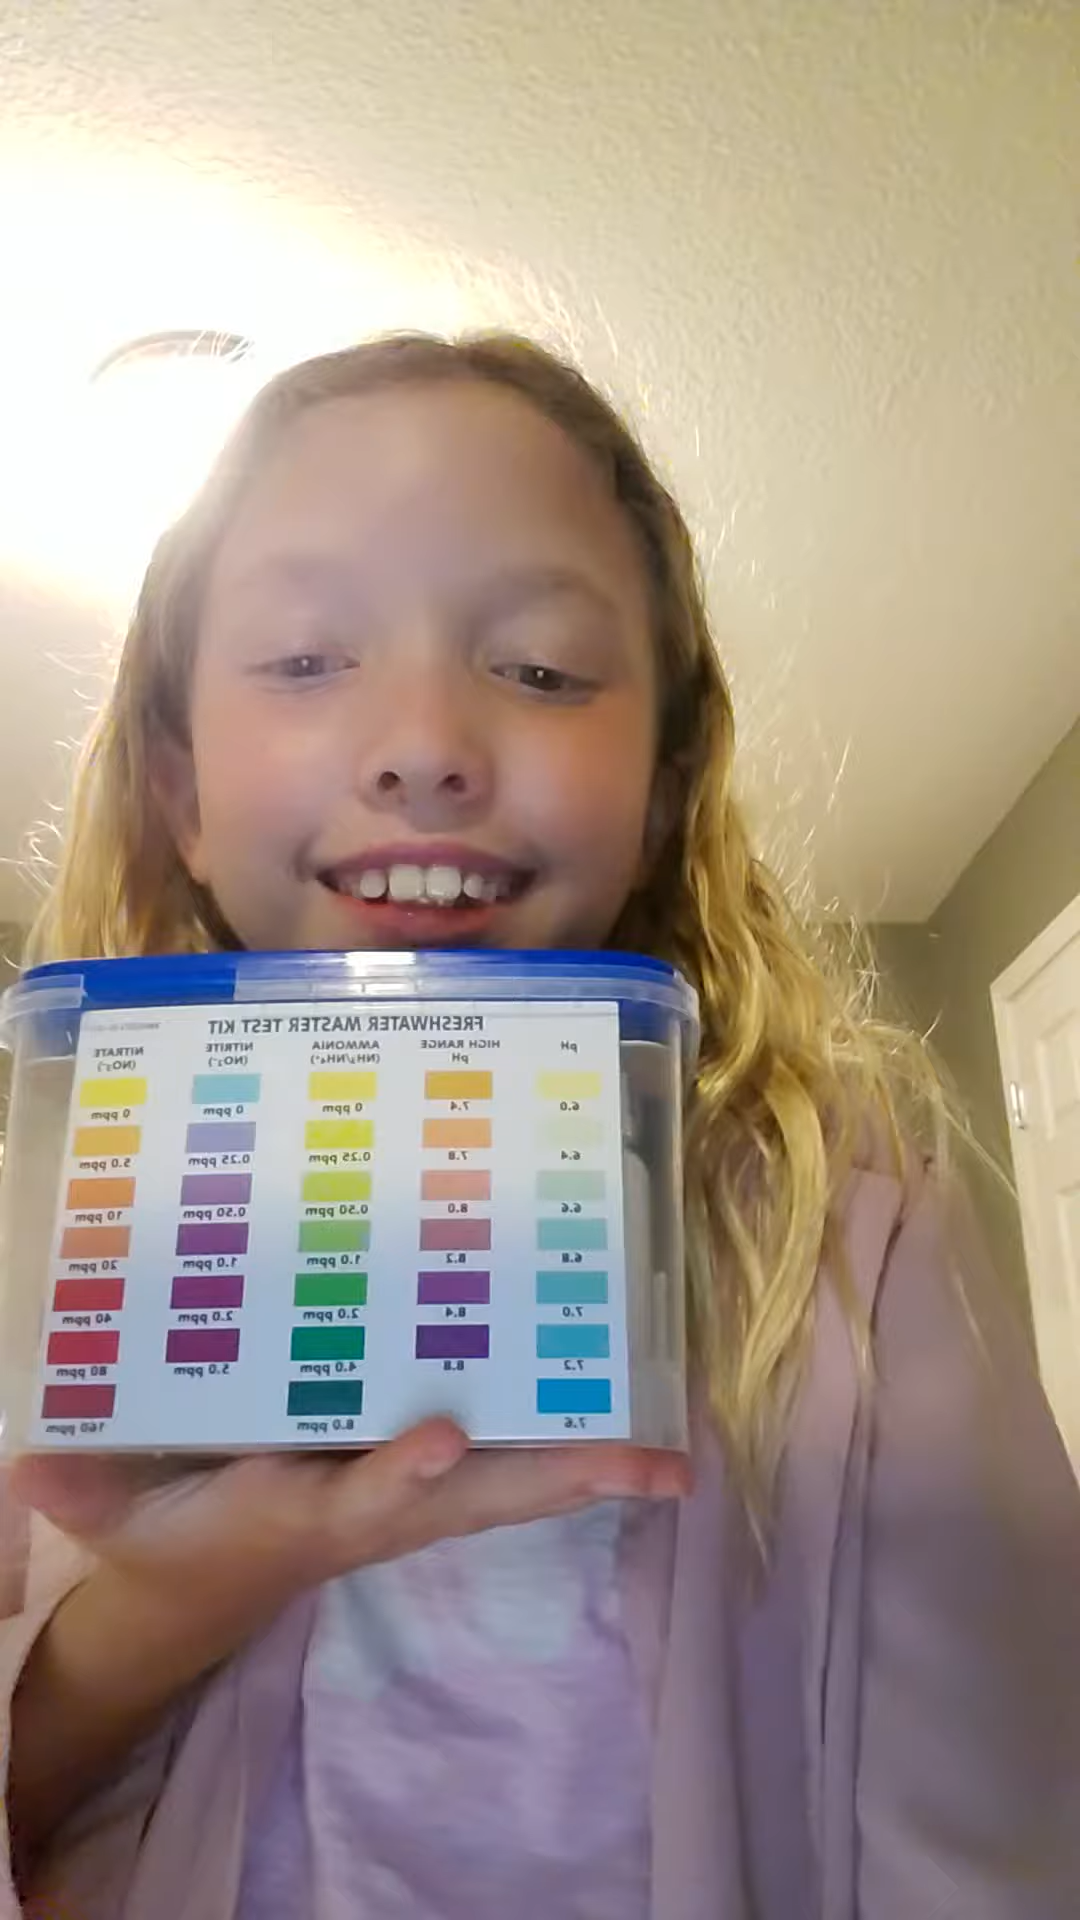 FRESHWATER MASTER TEST KIT
pH
HIGH RANGE
pH
AMMONIA
(NH₃/NH₄⁺)
NITRITE
(NO₂⁻)
NITRATE
(NO₃⁻)
6.0 7.4 0 ppm 0 ppm 0 ppm
6.4 7.8 0.25 ppm 0.25 ppm 5.0 ppm
6.6 8.0 0.50 ppm 0.50 ppm 10 ppm
6.8 8.2 1.0 ppm 1.0 ppm 20 ppm
7.0 8.4 2.0 ppm 2.0 ppm 40 ppm
7.2 8.8 4.0 ppm 5.0 ppm 80 ppm
7.6 8.0 ppm 160 ppm